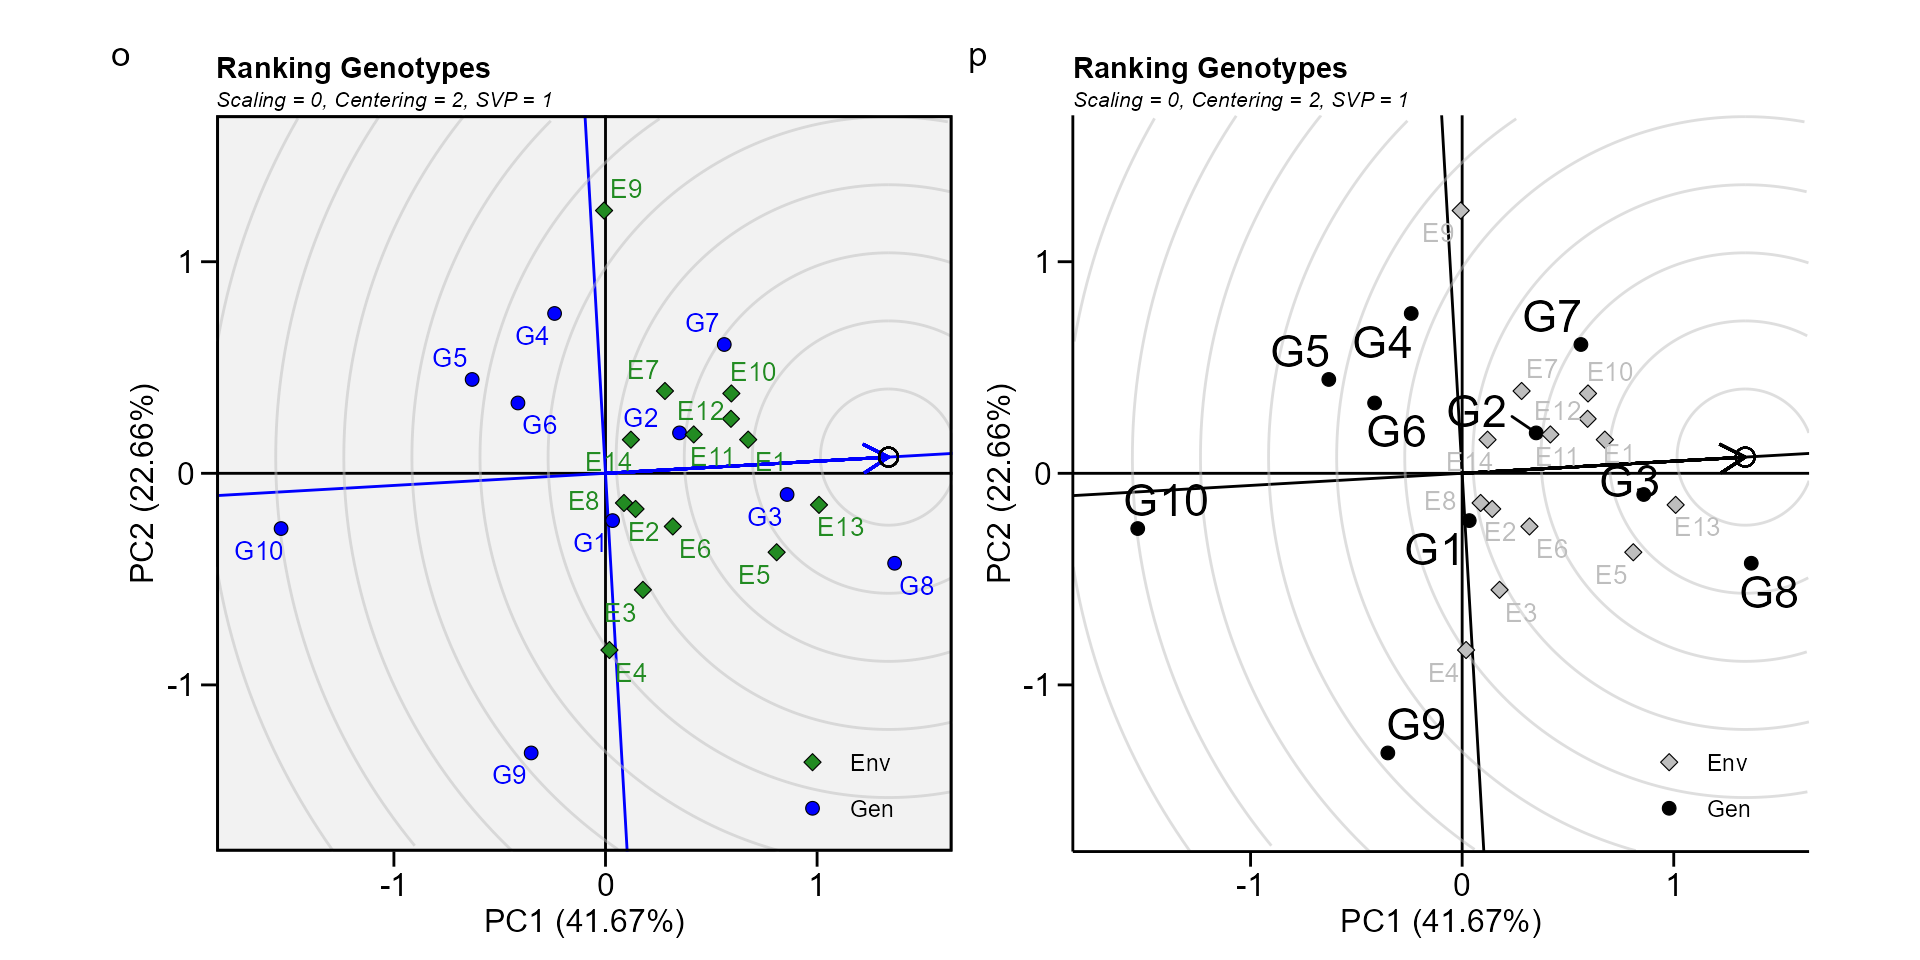 o
Ranking Genotypes
Scaling = 0, Centering = 2, SVP = 1
E9
1
G4
G7
G5
E7
E10
G2
E12
G6
E11
E1
E14
0
E8
G3
E13
G1
E2
E6
G10
E5
G8
E3
E4
-1
G9
Env
Gen
-1
0
1
PC1 (41.67%)
PC2 (22.66%)
p
Ranking Genotypes
Scaling = 0, Centering = 2, SVP = 1
E9
1
G7
G4
G5
E7
E10
G2
E12
G6
E11
E1
E14
0
G3
G10
E8
E2
E13
G1
E6
E5
G8
E3
E4
-1
G9
Env
Gen
-1
0
1
PC1 (41.67%)
PC2 (22.66%)